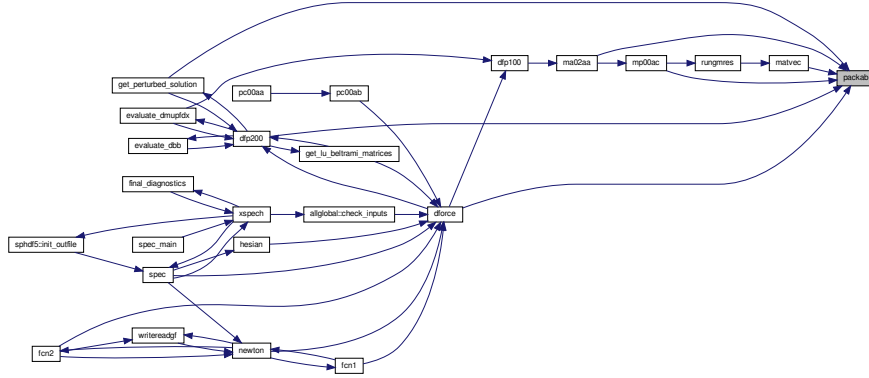 dfp100
ma02aa
mp00ac
rungmres
matvec
packab
get_perturbed_solution
pc00aa
pc00ab
evaluate_dmupfdx
dfp200
evaluate_dbb
get_lu_beltrami_matrices
final_diagnostics
xspech
allglobal::check_inputs
dforce
sphdf5::init_outfile
spec_main
hesian
spec
writereadgf
fcn2
newton
fcn1